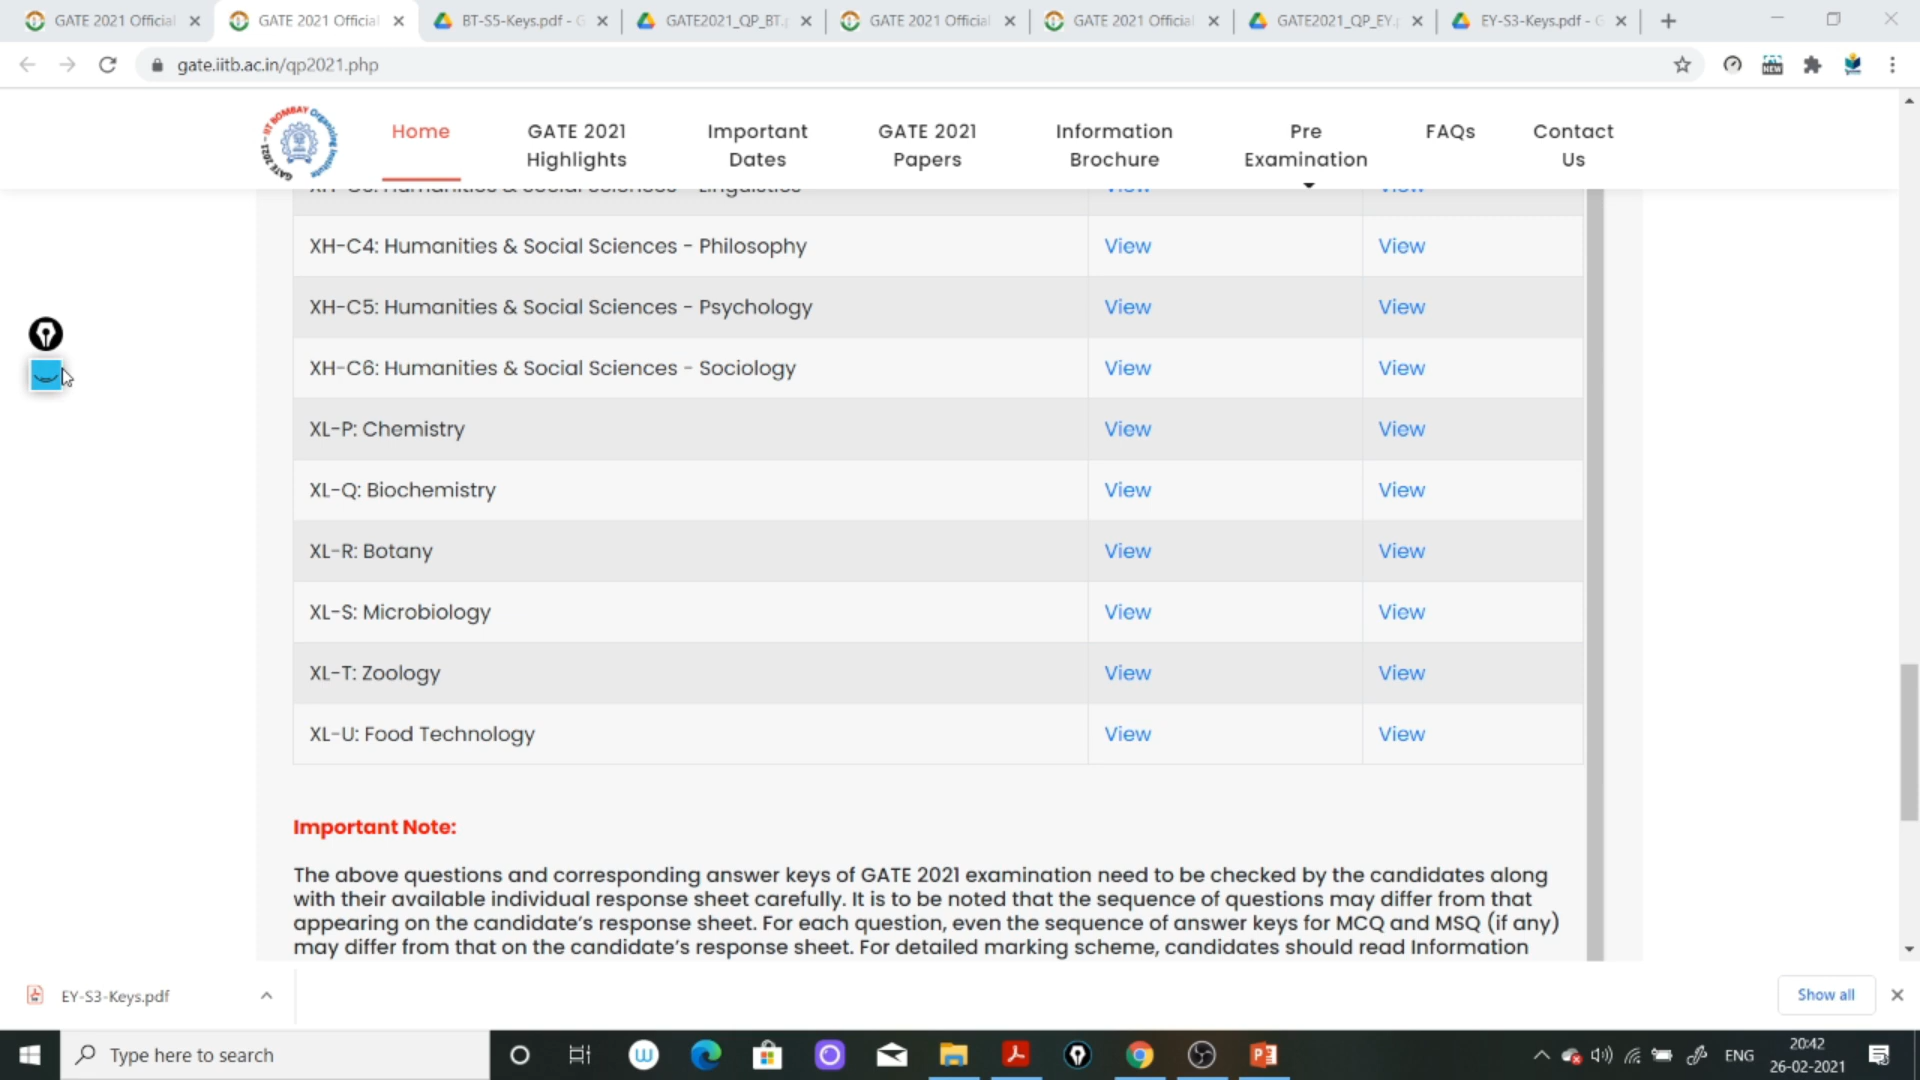 GATE 2021 Official
GATE 2021 Official
BT-S5-Keys.pdf - G
GATE2021_QP_BT.p
GATE 2021 Official
GATE 2021 Official
GATE2021_QP_EY.p
EY-S3-Keys.pdf - G
gate.iitb.ac.in/qp2021.php
NEW
GATE 2021 - IIT BOMBAY Organizing Institute
Home
GATE 2021
Highlights
Important
Dates
GATE 2021
Papers
Information
Brochure
Pre
Examination
FAQs
Contact
Us
XH-C4: Humanities & Social Sciences - Philosophy View View
XH-C5: Humanities & Social Sciences - Psychology View View
XH-C6: Humanities & Social Sciences - Sociology View View
XL-P: Chemistry View View
XL-Q: Biochemistry View View
XL-R: Botany View View
XL-S: Microbiology View View
XL-T: Zoology View View
XL-U: Food Technology View View
Important Note:
The above questions and corresponding answer keys of GATE 2021 examination need to be checked by the candidates along
with their available individual response sheet carefully. It is to be noted that the sequence of questions may differ from that
appearing on the candidate's response sheet. For each question, even the sequence of answer keys for MCQ and MSQ (if any)
may differ from that on the candidate's response sheet. For detailed marking scheme, candidates should read Information
EY-S3-Keys.pdf
Show all
Type here to search
ENG
20:42
26-02-2021